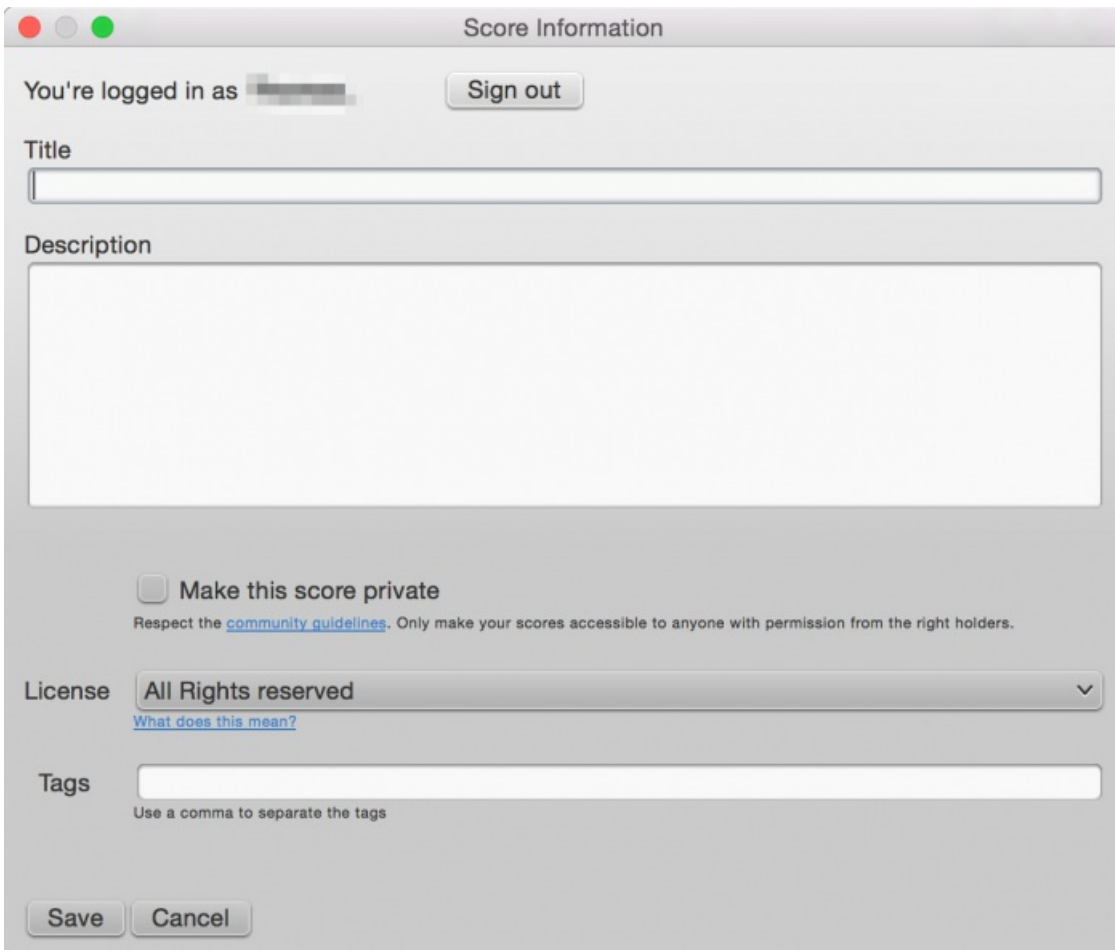 Score Information
You're logged in as
Sign out
Title
Description
Make this score private
Respect the community guidelines. Only make your scores accessible to anyone with permission from the right holders.
License
All Rights reserved
What does this mean?
Tags
Use a comma to separate the tags
Save
Cancel